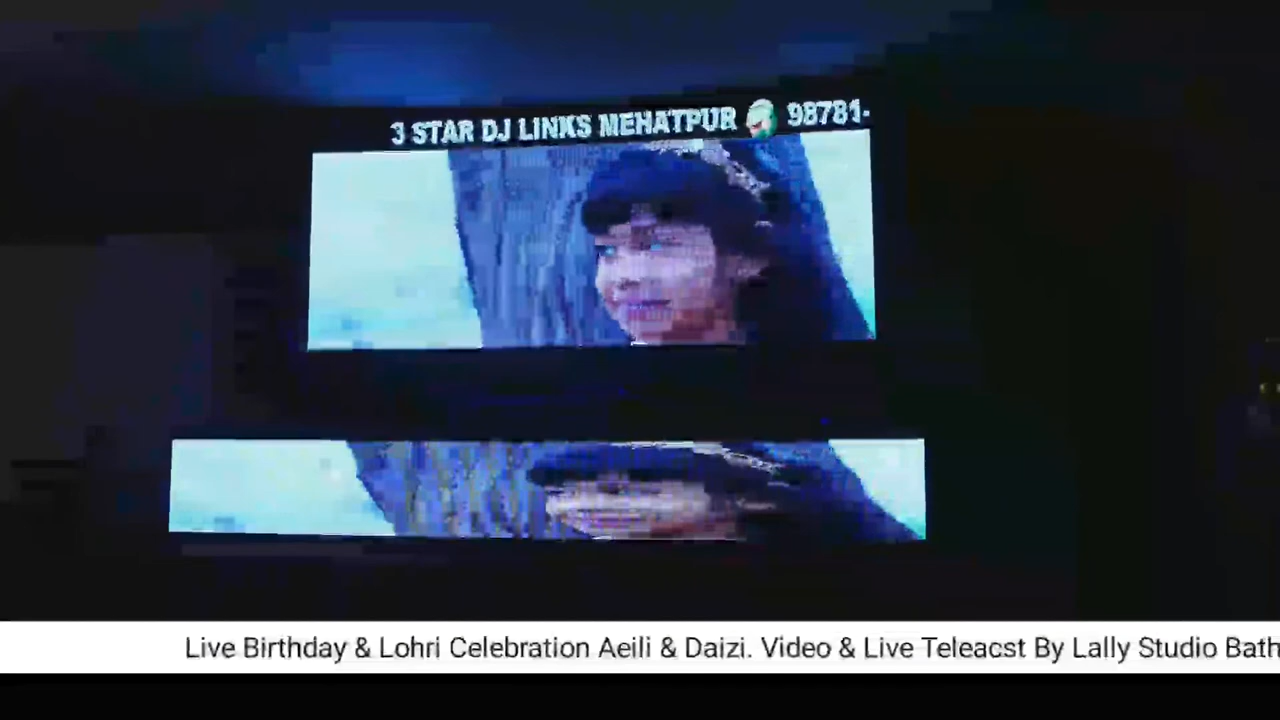 3 STAR DJ LINKS MEHATPUR 98781-
Live Birthday & Lohri Celebration Aeili & Daizi. Video & Live Teleacst By Lally Studio Bath